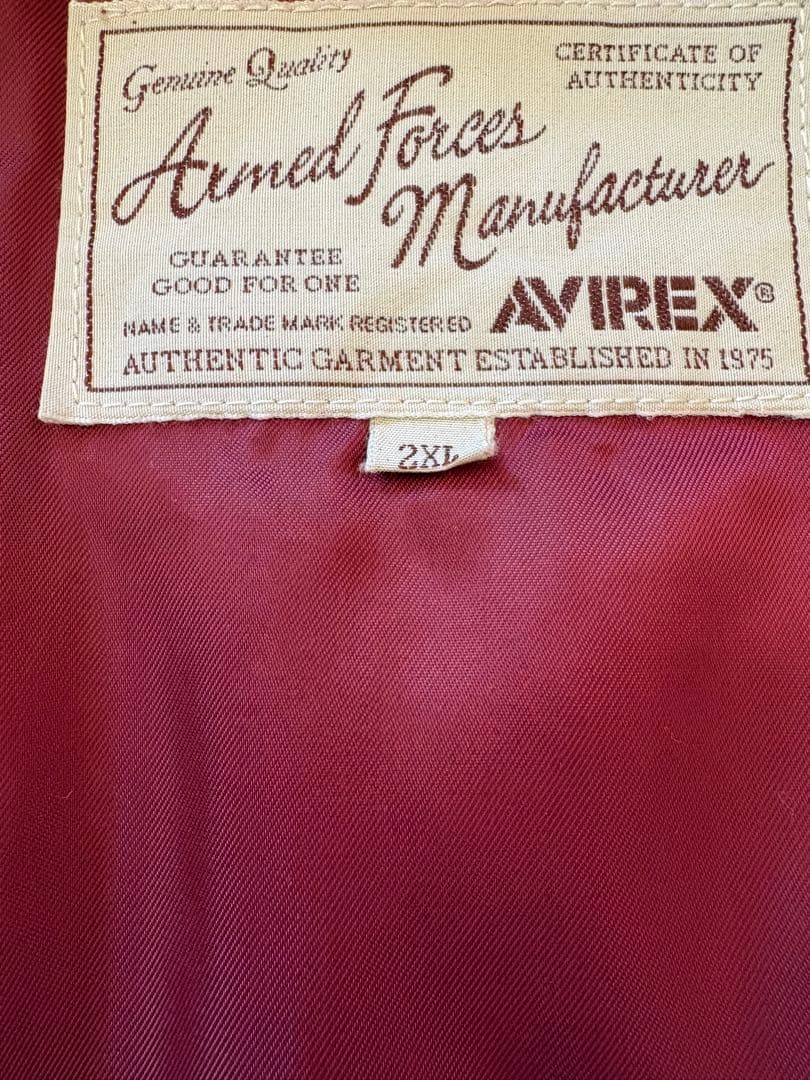 Genuine Quality
CERTIFICATE OF
AUTHENTICITY
Armed Forces
Manufacturer
GUARANTEE
GOOD FOR ONE
AVIREX®
NAME & TRADE MARK REGISTERED
AUTHENTIC GARMENT ESTABLISHED IN 1975
2XL